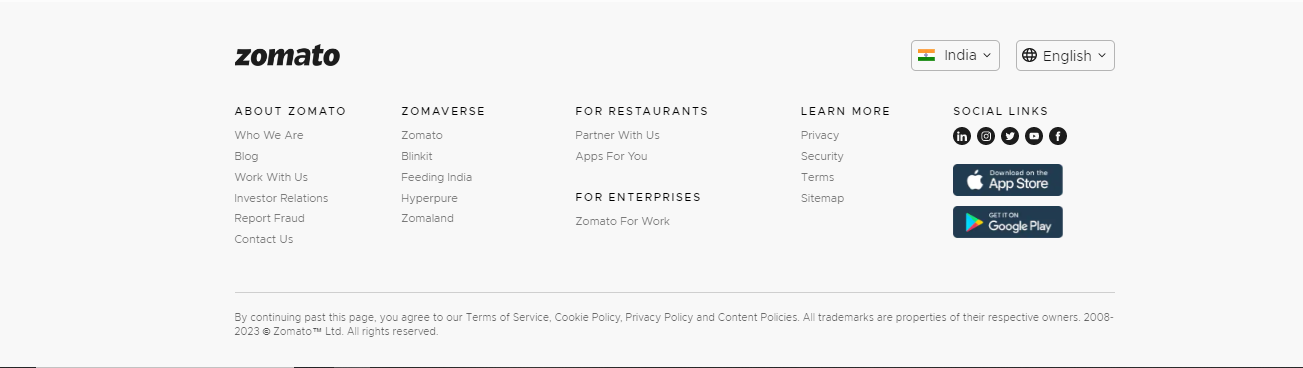 zomato
India
English
ABOUT ZOMATO
Who We Are
Blog
Work With Us
Investor Relations
Report Fraud
Contact Us
ZOMAVERSE
Zomato
Blinkit
Feeding India
Hyperpure
Zomaland
FOR RESTAURANTS
Partner With Us
Apps For You
FOR ENTERPRISES
Zomato For Work
LEARN MORE
Privacy
Security
Terms
Sitemap
SOCIAL LINKS
Download on the
App Store
GET IT ON
Google Play
By continuing past this page, you agree to our Terms of Service, Cookie Policy, Privacy Policy and Content Policies. All trademarks are properties of their respective owners. 2008-
2023 © Zomato™ Ltd. All rights reserved.